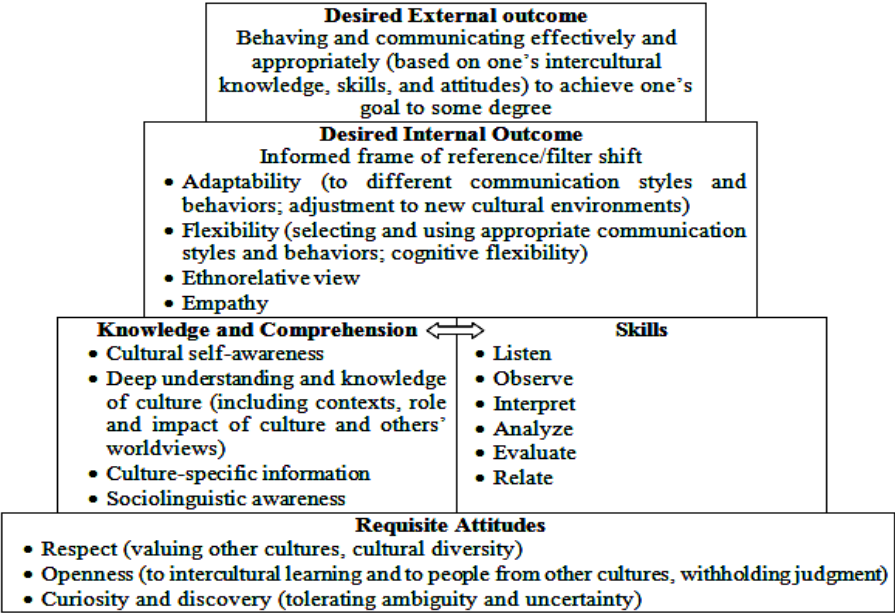 Desired External outcome
Behaving and communicating effectively and
appropriately (based on one's intercultural
knowledge, skills, and attitudes) to achieve one's
goal to some degree
Desired Internal Outcome
Informed frame of reference/filter shift
• Adaptability (to different communication styles and
behaviors; adjustment to new cultural environments)
• Flexibility (selecting and using appropriate communication
styles and behaviors; cognitive flexibility)
• Ethnorelative view
• Empathy
Knowledge and Comprehension
• Cultural self-awareness
• Deep understanding and knowledge
of culture (including contexts, role
and impact of culture and others'
worldviews)
• Culture-specific information
• Sociolinguistic awareness
Skills
• Listen
• Observe
• Interpret
• Analyze
• Evaluate
• Relate
Requisite Attitudes
• Respect (valuing other cultures, cultural diversity)
• Openness (to intercultural learning and to people from other cultures, withholding judgment)
• Curiosity and discovery (tolerating ambiguity and uncertainty)